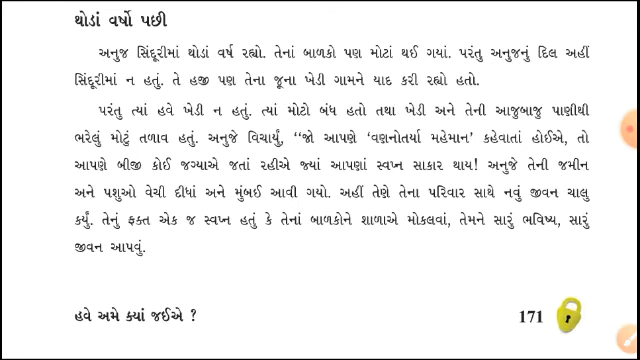 થોડાં વર્ષો પછી
અનુજ સિંદૂરીમાં થોડાં વર્ષ રહ્યો. તેનાં બાળકો પણ મોટાં થઈ ગયાં. પરંતુ અનુજનું દિલ અહીં
સિંદૂરીમાં ન હતું. તે હજી પણ તેના જૂના ખેડી ગામને યાદ કરી રહ્યો હતો.
પરંતુ ત્યાં હવે ખેડી ન હતું. ત્યાં મોટો બંધ હતો તથા ખેડી અને તેની આજુબાજુ પાણીથી
ભરેલું મોટું તળાવ હતું. અનુજે વિચાર્યું, ‘‘જો આપણે ‘વણનોતર્યા મહેમાન’ કહેવાતાં હોઈએ, તો
આપણે બીજી કોઈ જગ્યાએ જતાં રહીએ જ્યાં આપણાં સ્વપ્ન સાકાર થાય! અનુજે તેની જમીન
અને પશુઓ વેચી દીધાં અને મુંબઈ આવી ગયો. અહીં તેણે તેના પરિવાર સાથે નવું જીવન ચાલુ
કર્યું. તેનું ફક્ત એક જ સ્વપ્ન હતું કે તેનાં બાળકોને શાળાએ મોકલવાં, તેમને સારું ભવિષ્ય, સારું
જીવન આપવું.
હવે અમે ક્યાં જઈએ ? 171